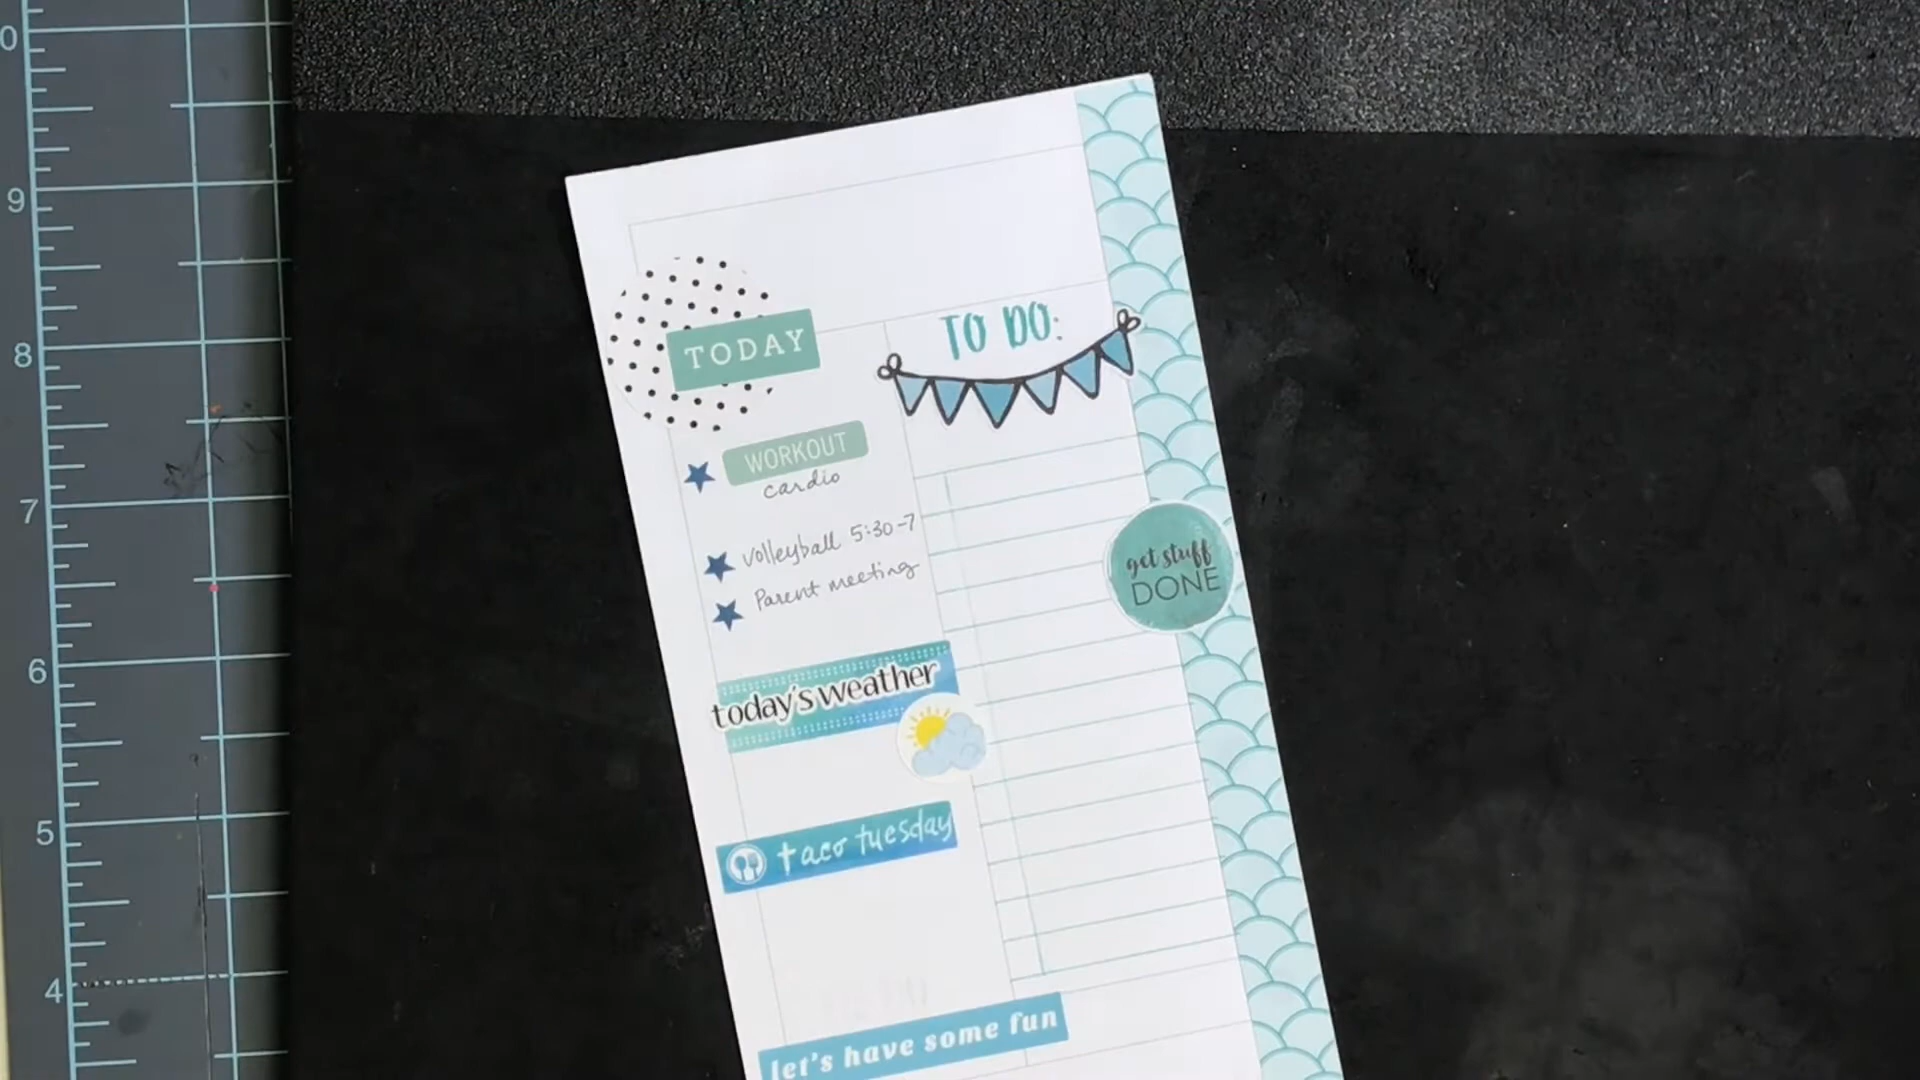 0
9
8
7
6
5
4
TODAY
TO DO:
WORKOUT
cardio
volleyball 5:30-7
Parent meeting
get stuff
DONE
today's weather
taco tuesday
let's have some fun